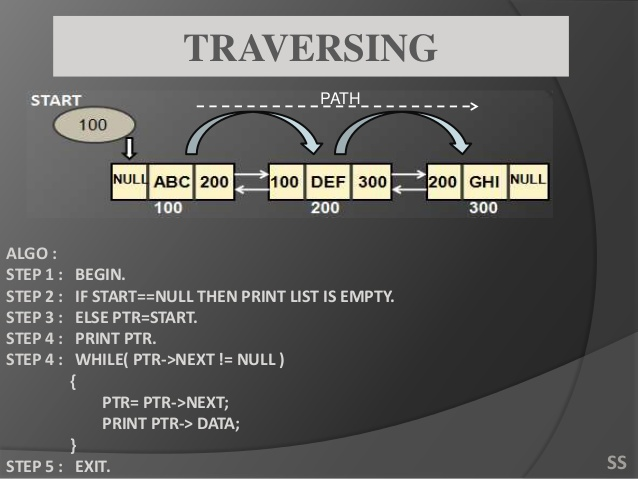 TRAVERSING
START
PATH
100
NULL ABC 200 100 DEF 300 200 GHI NULL
100 200 300
ALGO :
STEP 1 : BEGIN.
STEP 2 : IF START==NULL THEN PRINT LIST IS EMPTY.
STEP 3 : ELSE PTR=START.
STEP 4 : PRINT PTR.
STEP 4 : WHILE( PTR->NEXT != NULL )
{
PTR= PTR->NEXT;
PRINT PTR-> DATA;
}
STEP 5 : EXIT.
SS